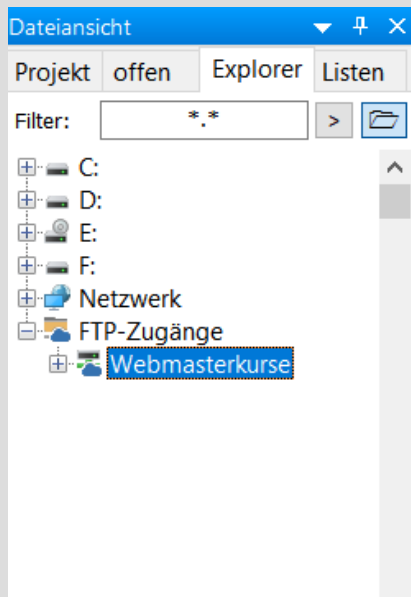 Dateiansicht
Projekt offen Explorer Listen
Filter: *.* >
C:
D:
E:
F:
Netzwerk
FTP-Zugänge
Webmasterkurse